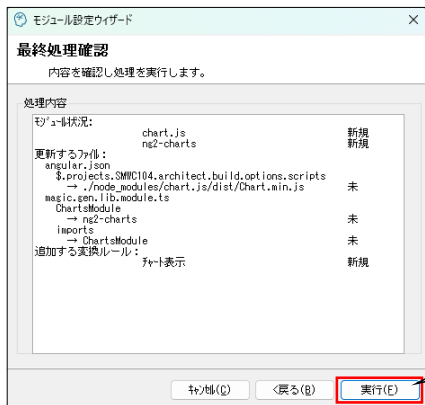 モジュール設定ウィザード
最終処理確認
内容を確認し処理を実行します。
処理内容
ﾓｼﾞｭｰﾙ状況:
chart.js 新規
ng2-charts 新規
更新するﾌｧｲﾙ:
angular.json
$.projects.SMWC104.architect.build.options.scripts
→ ./node_modules/chart.js/dist/Chart.min.js 未
magic.gen.lib.module.ts
ChartsModule
→ ng2-charts 未
imports
→ ChartsModule 未
追加する変換ルール:
ﾁｬｰﾄ表示 新規
ｷｬﾝｾﾙ(C) <戻る(B) 実行(F)